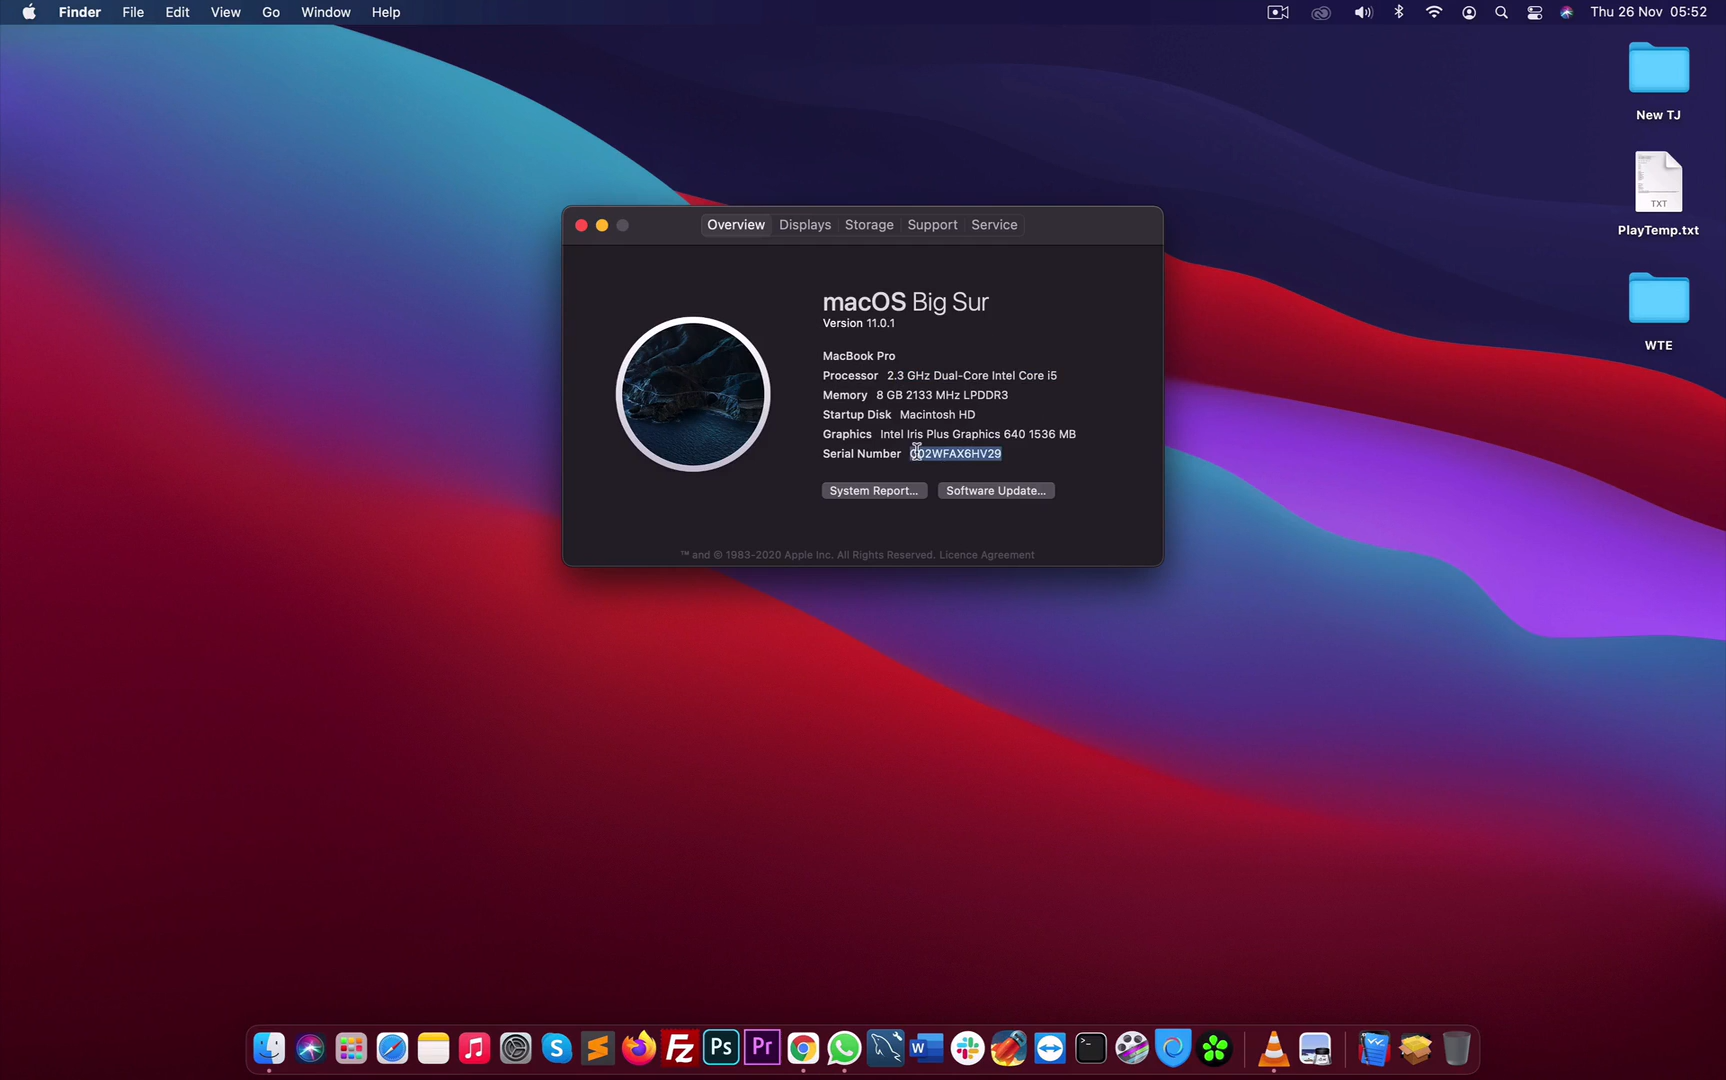 Finder File Edit View Go Window Help Thu 26 Nov 05:52
New TJ
TXT
PlayTemp.txt
WTE
Overview Displays Storage Support Service
macOS Big Sur
Version 11.0.1
MacBook Pro
Processor 2.3 GHz Dual-Core Intel Core i5
Memory 8 GB 2133 MHz LPDDR3
Startup Disk Macintosh HD
Graphics Intel Iris Plus Graphics 640 1536 MB
Serial Number C02WFAX6HV29
System Report... Software Update...
™ and © 1983-2020 Apple Inc. All Rights Reserved. Licence Agreement
Fz Ps Pr W